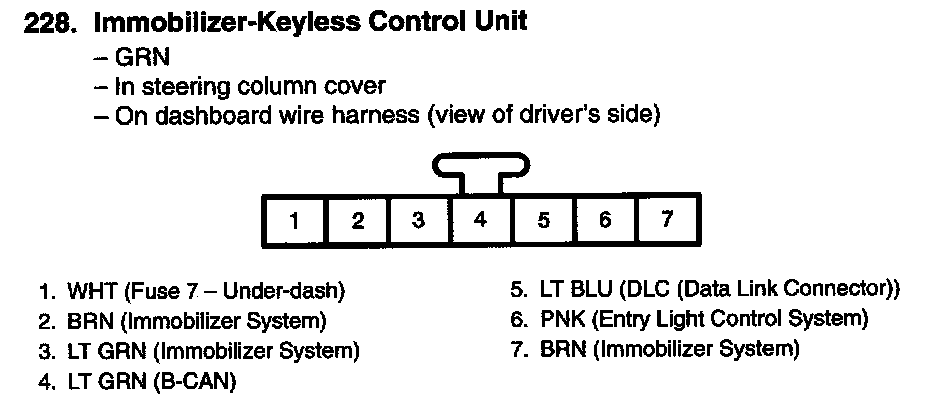 228. Immobilizer-Keyless Control Unit
– GRN
– In steering column cover
– On dashboard wire harness (view of driver's side)
1 2 3 4 5 6 7
1. WHT (Fuse 7 – Under-dash)
2. BRN (Immobilizer System)
3. LT GRN (Immobilizer System)
4. LT GRN (B-CAN)
5. LT BLU (DLC (Data Link Connector))
6. PNK (Entry Light Control System)
7. BRN (Immobilizer System)